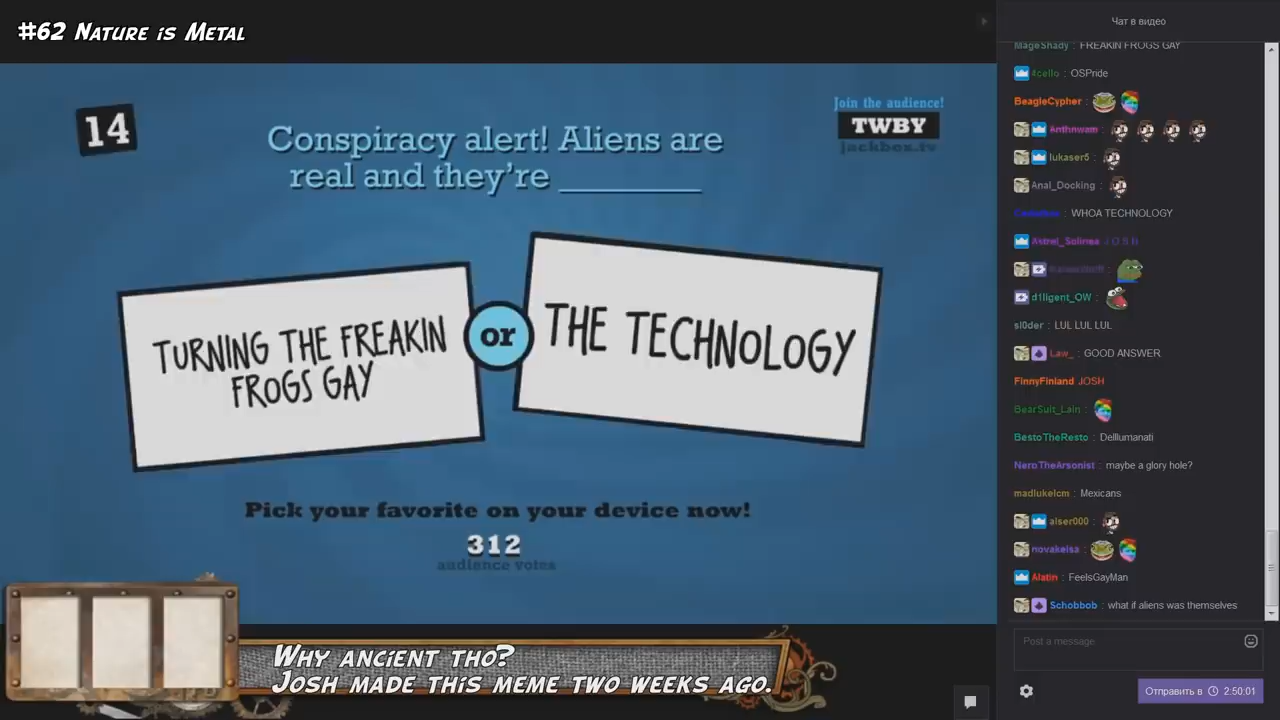 #62 Nature is Metal
14
Conspiracy alert! Aliens are
real and they're
Join the audience!
TWBY
jackbox.tv
TURNING THE FREAKIN
FROGS GAY
or
THE TECHNOLOGY
Pick your favorite on your device now!
312
audience votes
Why ancient tho?
Josh made this meme two weeks ago.
Чат в видео
MageShady : FREAKIN FROGS GAY
4cello : OSPride
BeagleCypher :
Anthnwam :
lukaser5 :
Anal_Docking :
: WHOA TECHNOLOGY
d1lligent_OW :
sl0der : LUL LUL LUL
Law_ : GOOD ANSWER
FinnyFinland JOSH
BearSuit_Lain :
BestoTheResto : Delllumanati
NeroTheArsonist : maybe a glory hole?
madlukelcm : Mexicans
alser000 :
novakelsa :
Alatin : FeelsGayMan
Schobbob : what if aliens was themselves
Post a message
Отправить в 2:50:01